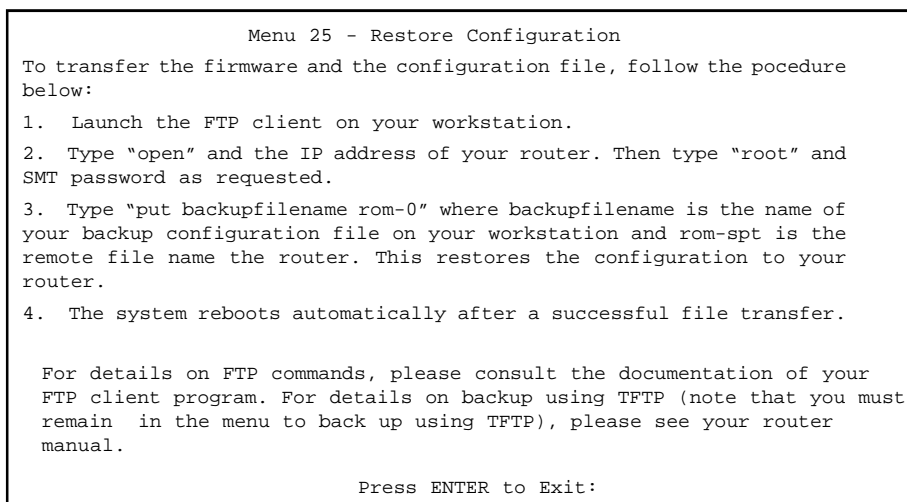 Menu 25 - Restore Configuration
To transfer the firmware and the configuration file, follow the pocedure
below:
1. Launch the FTP client on your workstation.
2. Type “open” and the IP address of your router. Then type “root” and
SMT password as requested.
3. Type “put backupfilename rom-0” where backupfilename is the name of
your backup configuration file on your workstation and rom-spt is the
remote file name the router. This restores the configuration to your
router.
4. The system reboots automatically after a successful file transfer.
For details on FTP commands, please consult the documentation of your
FTP client program. For details on backup using TFTP (note that you must
remain in the menu to back up using TFTP), please see your router
manual.
Press ENTER to Exit: